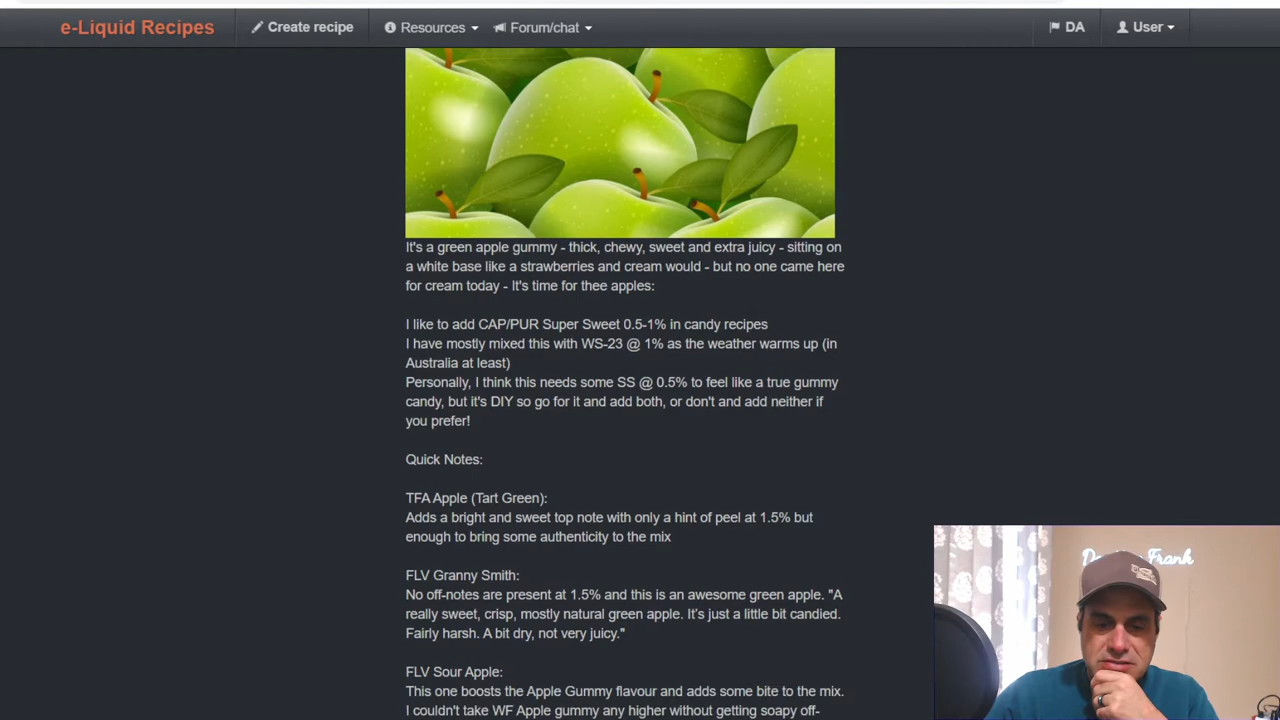 e-Liquid Recipes
Create recipe
Resources
Forum/chat
DA
User
It's a green apple gummy - thick, chewy, sweet and extra juicy - sitting on
a white base like a strawberries and cream would - but no one came here
for cream today - It's time for thee apples:
I like to add CAP/PUR Super Sweet 0.5-1% in candy recipes
I have mostly mixed this with WS-23 @ 1% as the weather warms up (in
Australia at least)
Personally, I think this needs some SS @ 0.5% to feel like a true gummy
candy, but it's DIY so go for it and add both, or don't and add neither if
you prefer!
Quick Notes:
TFA Apple (Tart Green):
Adds a bright and sweet top note with only a hint of peel at 1.5% but
enough to bring some authenticity to the mix
FLV Granny Smith:
No off-notes are present at 1.5% and this is an awesome green apple. "A
really sweet, crisp, mostly natural green apple. It's just a little bit candied.
Fairly harsh. A bit dry, not very juicy."
FLV Sour Apple:
This one boosts the Apple Gummy flavour and adds some bite to the mix.
I couldn't take WF Apple gummy any higher without getting soapy off-
Frank